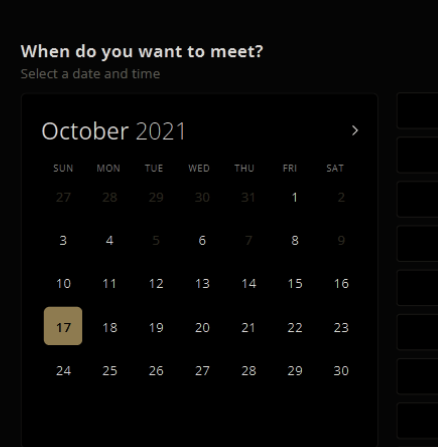 When do you want to meet?
Select a date and time
October 2021
SUN MON TUE WED THU FRI SAT
27 28 29 30 31 1 2
3 4 5 6 7 8 9
10 11 12 13 14 15 16
17 18 19 20 21 22 23
24 25 26 27 28 29 30